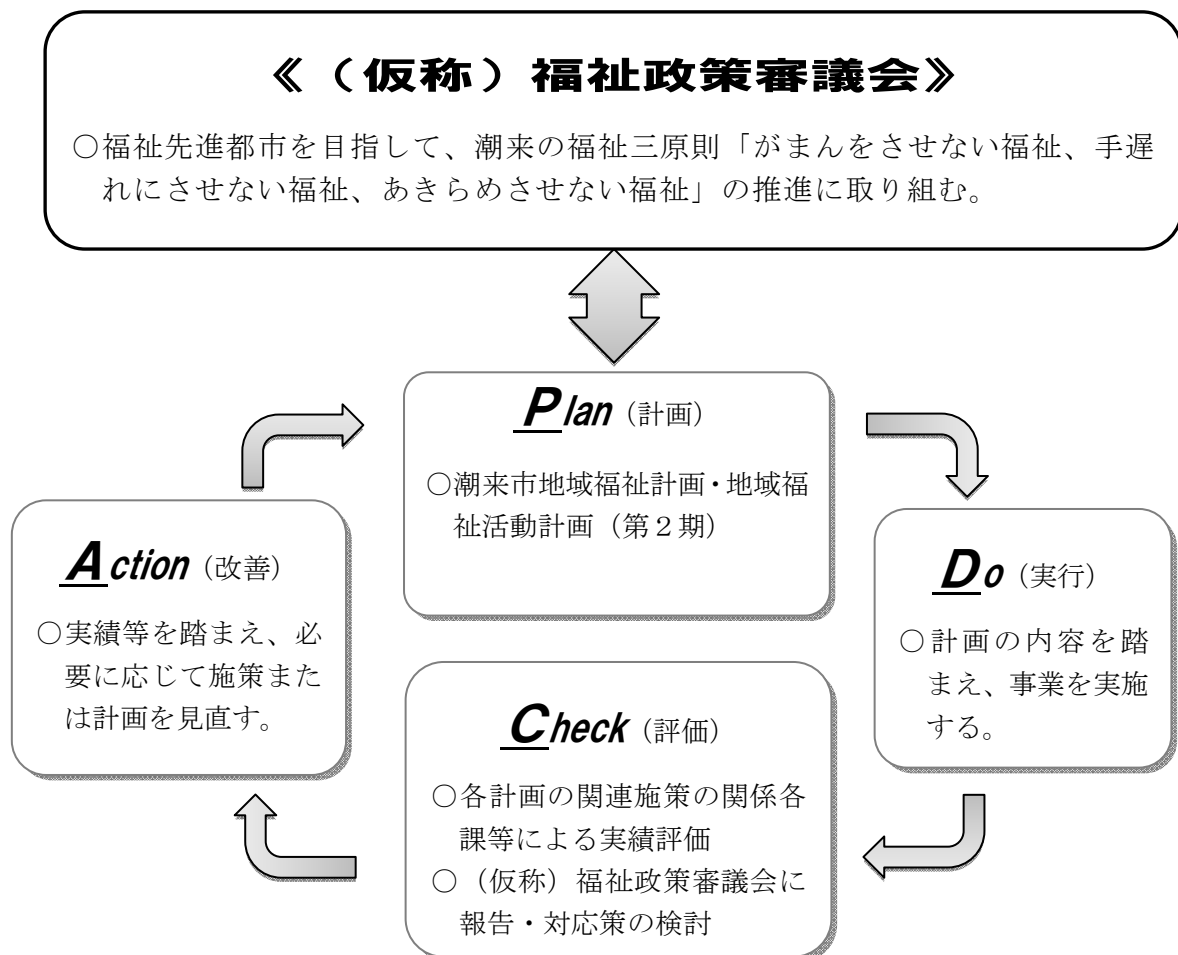 《（仮称）福祉政策審議会》
○福祉先進都市を目指して、潮来の福祉三原則「がまんをさせない福祉、手遅
れにさせない福祉、あきらめさせない福祉」の推進に取り組む。
Plan（計画）
○潮来市地域福祉計画・地域福
祉活動計画（第２期）
Do（実行）
○計画の内容を踏
まえ、事業を実施
する。
Check（評価）
○各計画の関連施策の関係各
課等による実績評価
○（仮称）福祉政策審議会に
報告・対応策の検討
Action（改善）
○実績等を踏まえ、必
要に応じて施策また
は計画を見直す。